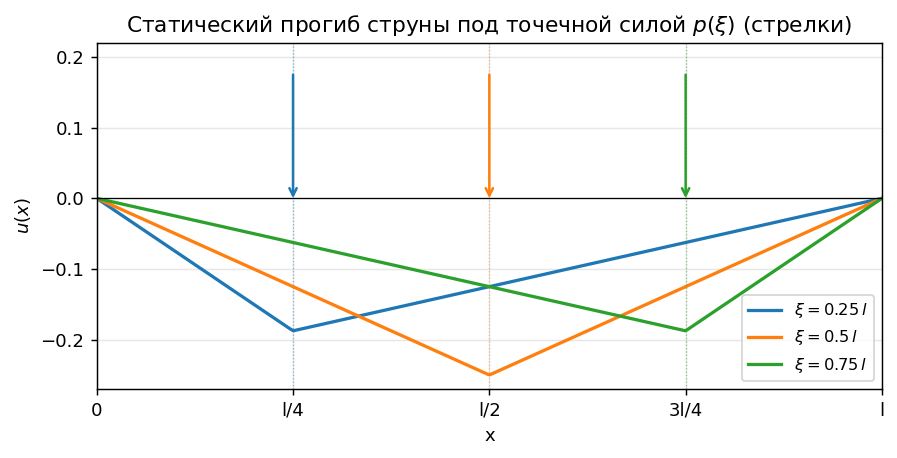 Статический прогиб струны под точечной силой p(ξ) (стрелки)
0.2
0.1
0.0
−0.1
−0.2
u(x)
ξ = 0.25 l
ξ = 0.5 l
ξ = 0.75 l
0 l/4 l/2 3l/4 l
x